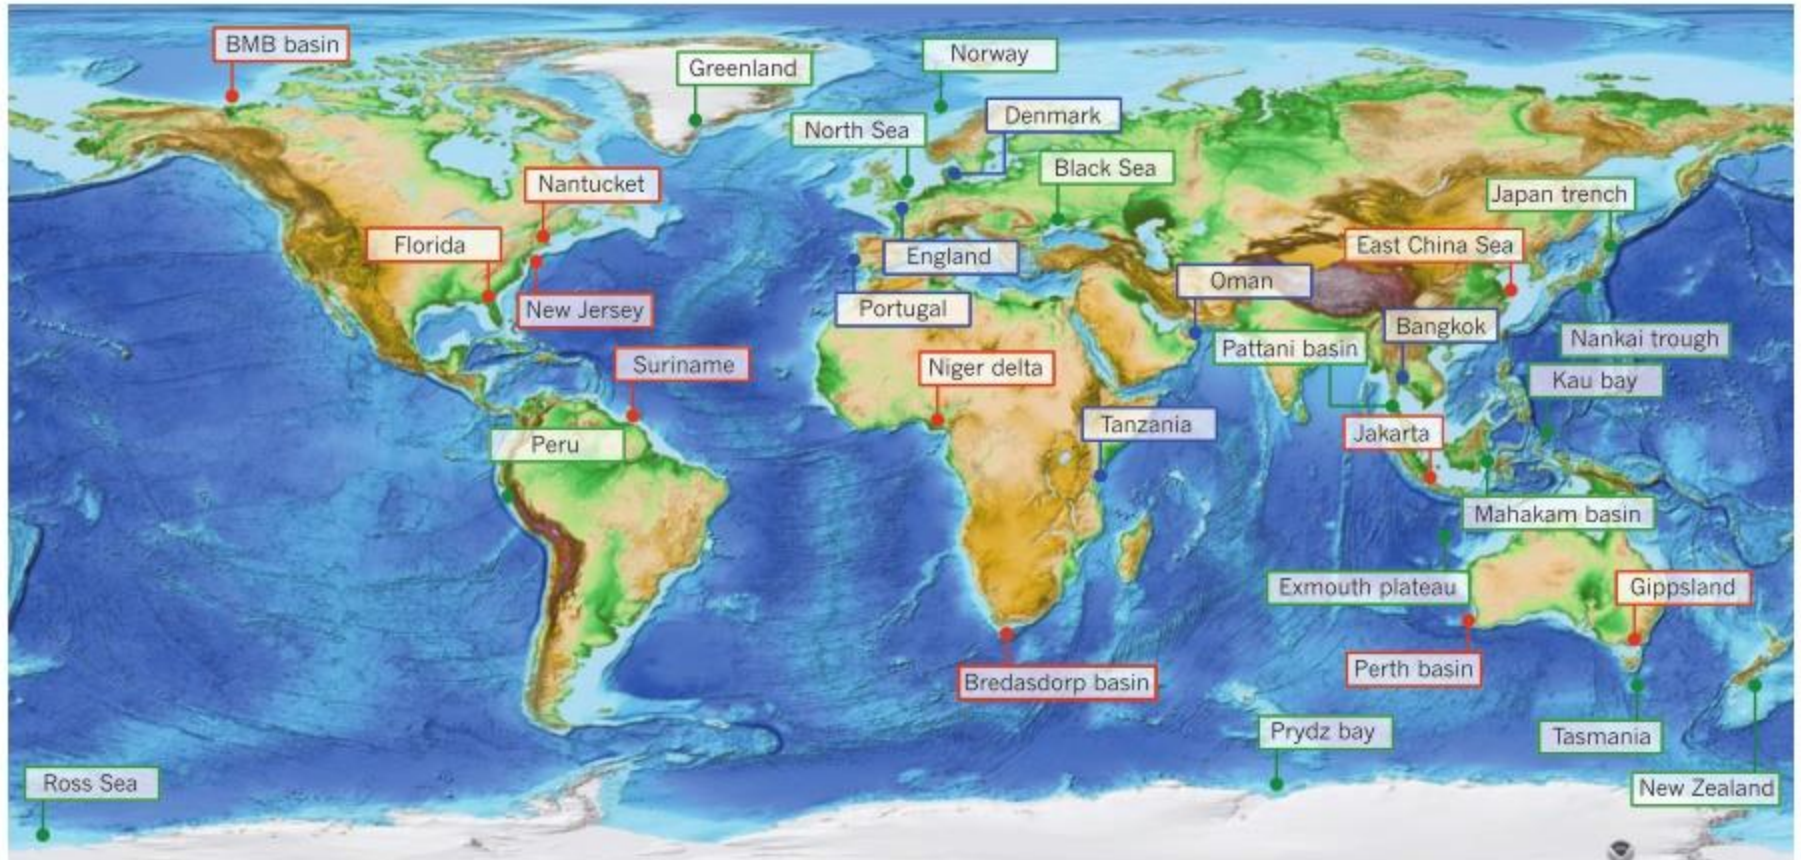 BMB basin
Norway
Greenland
Denmark
North Sea
Black Sea
Nantucket
Japan trench
Florida
East China Sea
England
Oman
New Jersey
Portugal
Bangkok
Nankai trough
Pattani basin
Suriname
Niger delta
Kau bay
Tanzania
Jakarta
Peru
Mahakam basin
Exmouth plateau
Gippsland
Perth basin
Bredasdorp basin
Prydz bay
Tasmania
Ross Sea
New Zealand